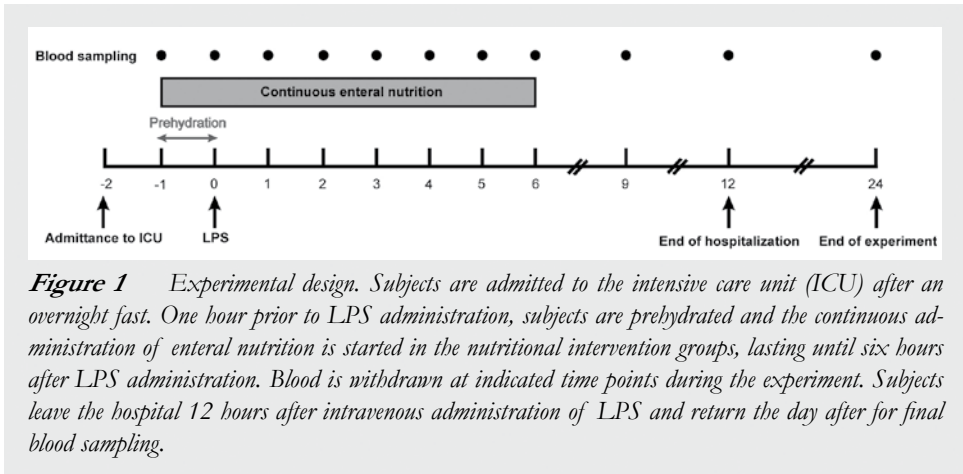 Blood sampling
Continuous enteral nutrition
Prehydration
-2 -1 0 1 2 3 4 5 6 9 12 24
Admittance to ICU LPS End of hospitalization End of experiment
Figure 1 Experimental design. Subjects are admitted to the intensive care unit (ICU) after an
overnight fast. One hour prior to LPS administration, subjects are prehydrated and the continuous ad-
ministration of enteral nutrition is started in the nutritional intervention groups, lasting until six hours
after LPS administration. Blood is withdrawn at indicated time points during the experiment. Subjects
leave the hospital 12 hours after intravenous administration of LPS and return the day after for final
blood sampling.